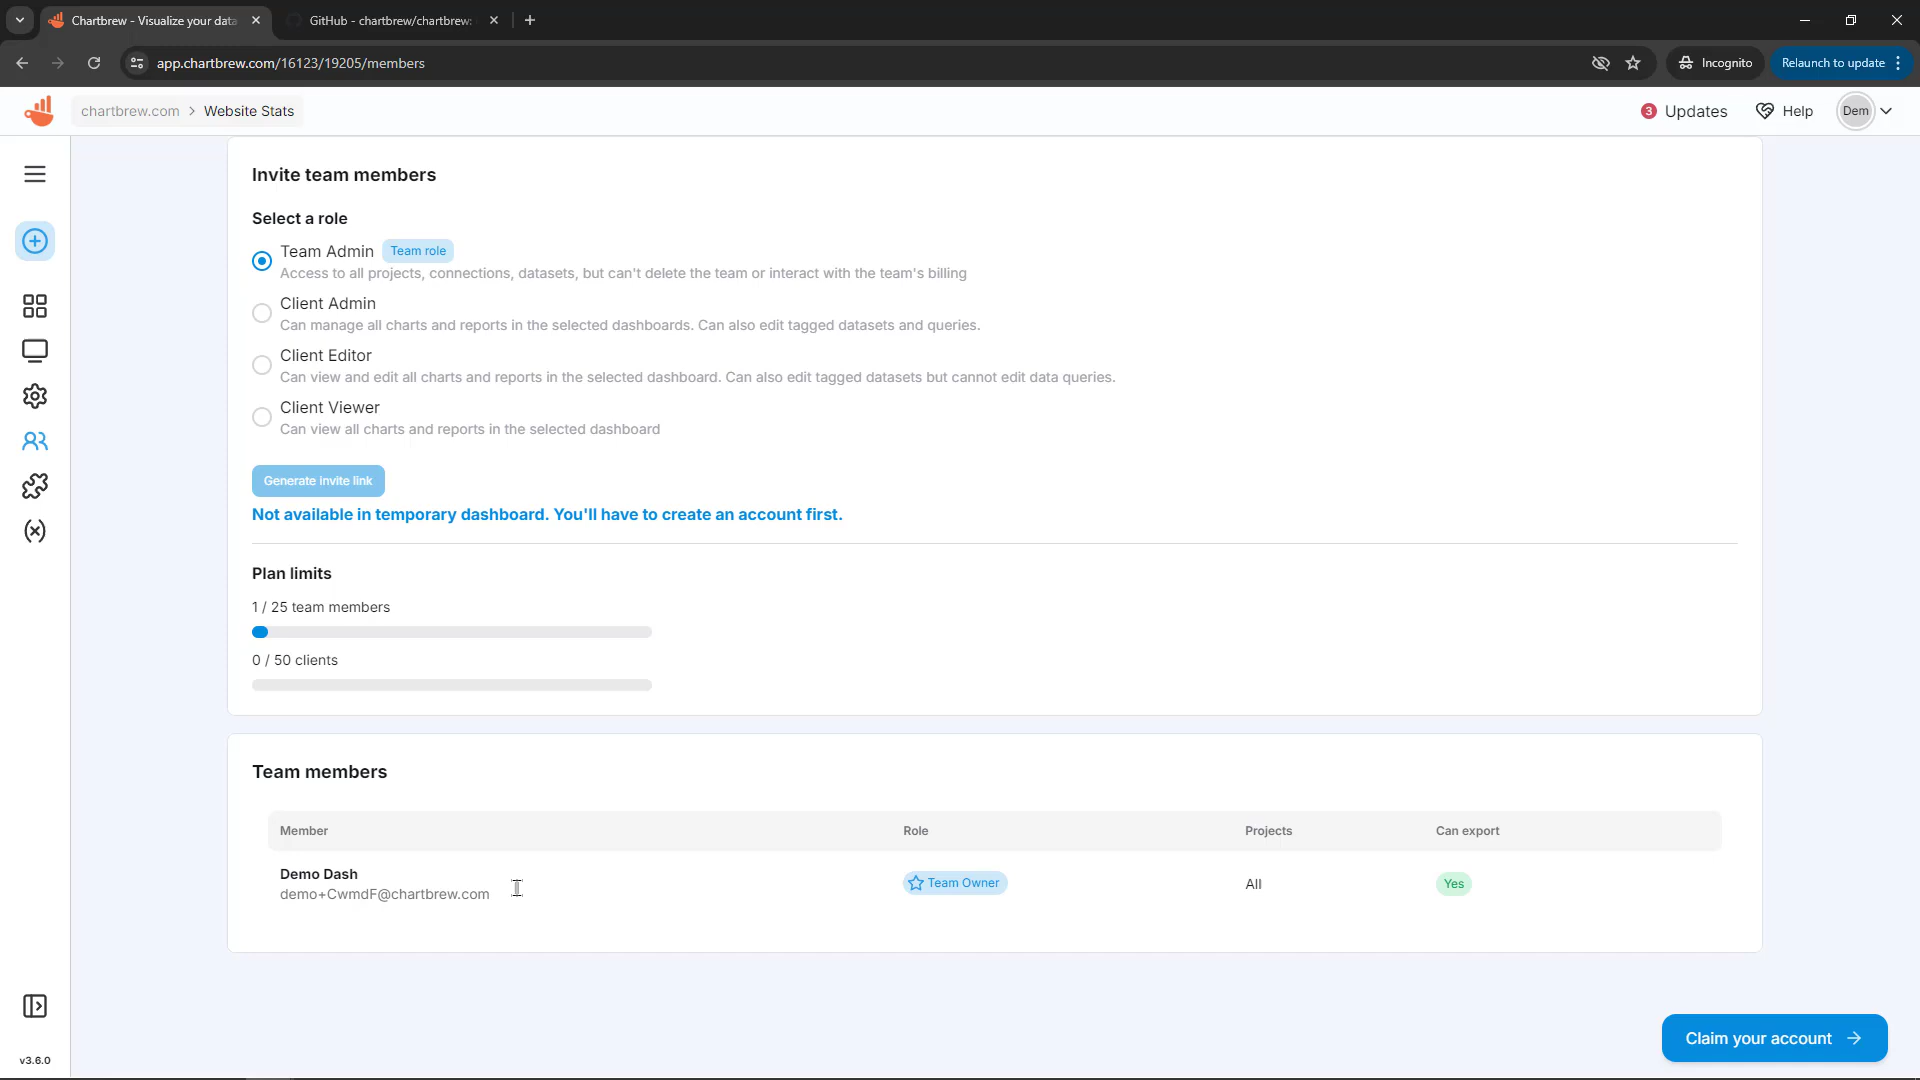 Chartbrew - Visualize your data
GitHub - chartbrew/chartbrew:
app.chartbrew.com/16123/19205/members
Incognito
Relaunch to update
chartbrew.com > Website Stats
3 Updates
Help
Dem
Invite team members
Select a role
Team Admin Team role
Access to all projects, connections, datasets, but can't delete the team or interact with the team's billing
Client Admin
Can manage all charts and reports in the selected dashboards. Can also edit tagged datasets and queries.
Client Editor
Can view and edit all charts and reports in the selected dashboard. Can also edit tagged datasets but cannot edit data queries.
Client Viewer
Can view all charts and reports in the selected dashboard
Generate invite link
Not available in temporary dashboard. You'll have to create an account first.
Plan limits
1 / 25 team members
0 / 50 clients
Team members
Member Role Projects Can export
Demo Dash
demo+CwmdF@chartbrew.com
Team Owner
All
Yes
Claim your account
v3.6.0